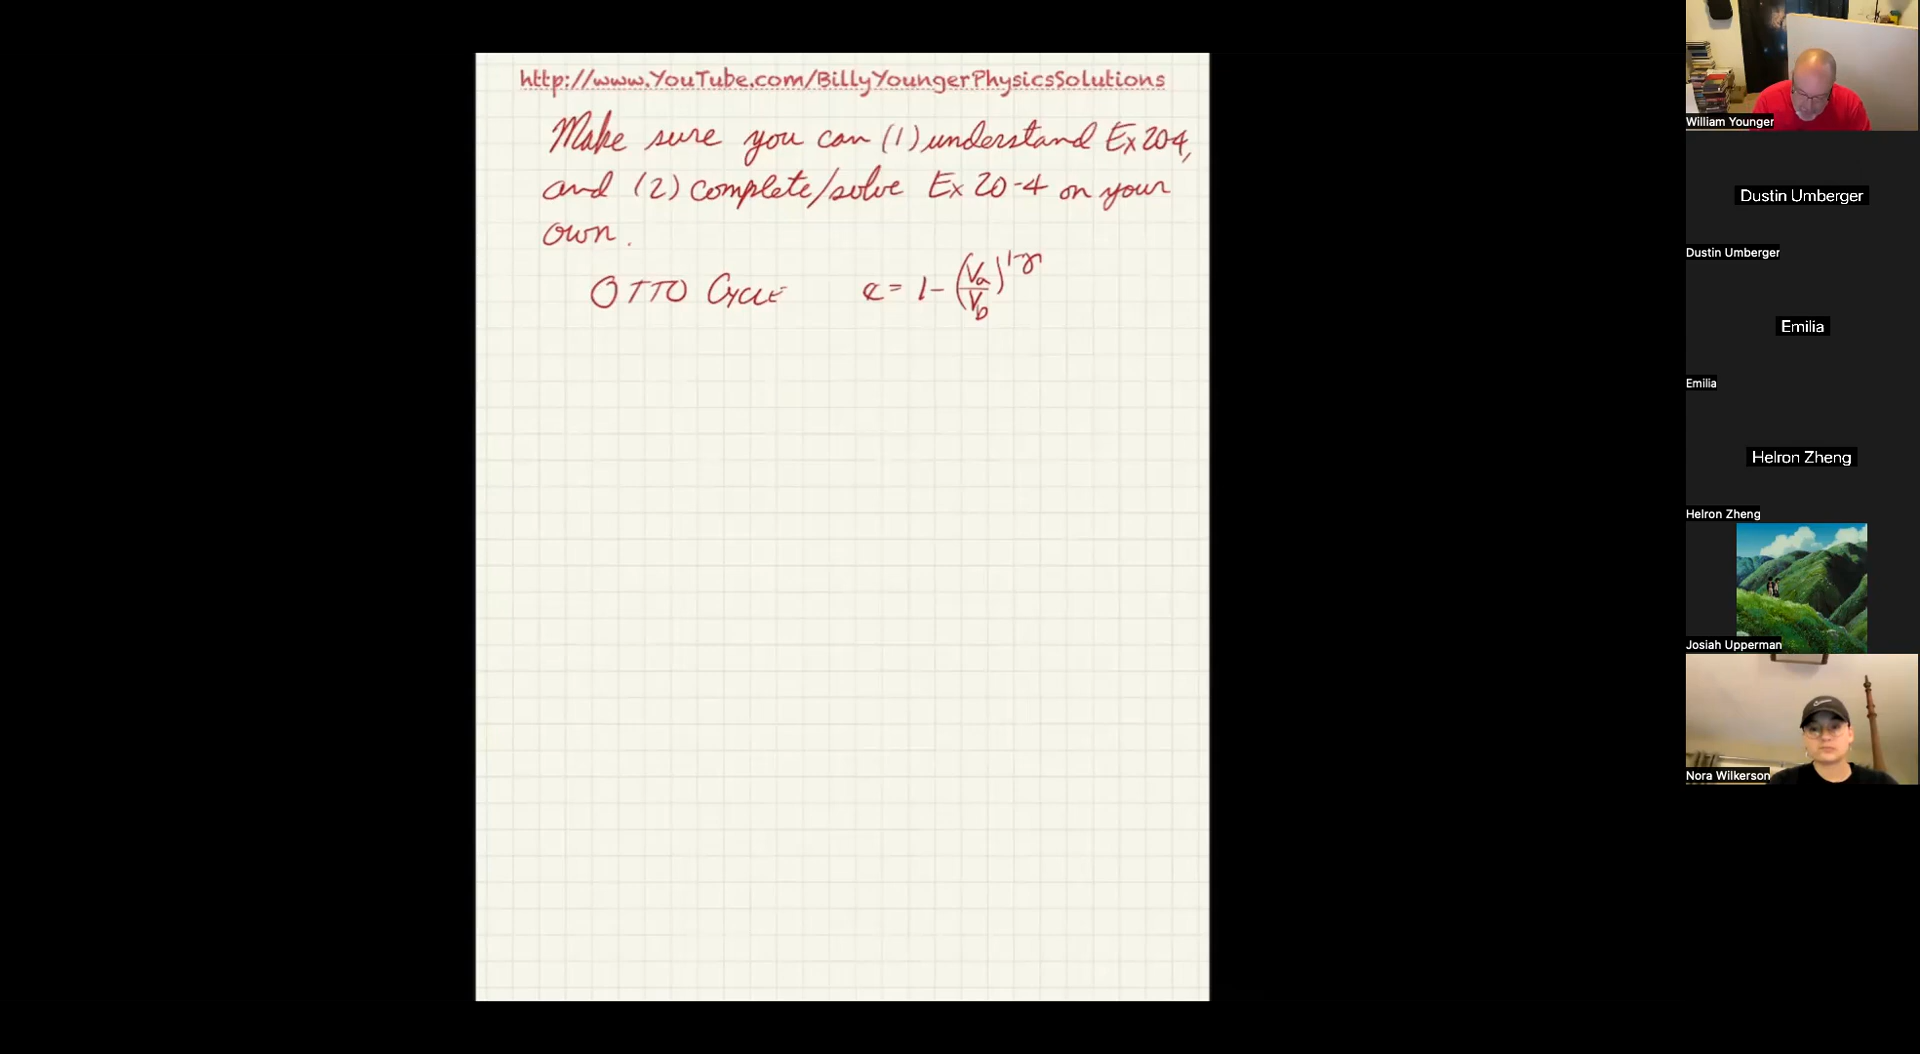 http://www.YouTube.com/BillyYoungerPhysicsSolutions
Make sure you can (1) understand Ex 20-4,
and (2) complete/solve Ex 20-4 on your
own.
OTTO CYCLE e = 1 - (Va/Vb)^1-γ
William Younger
Dustin Umberger
Dustin Umberger
Emilia
Emilia
Helron Zheng
Helron Zheng
Josiah Upperman
Nora Wilkerson